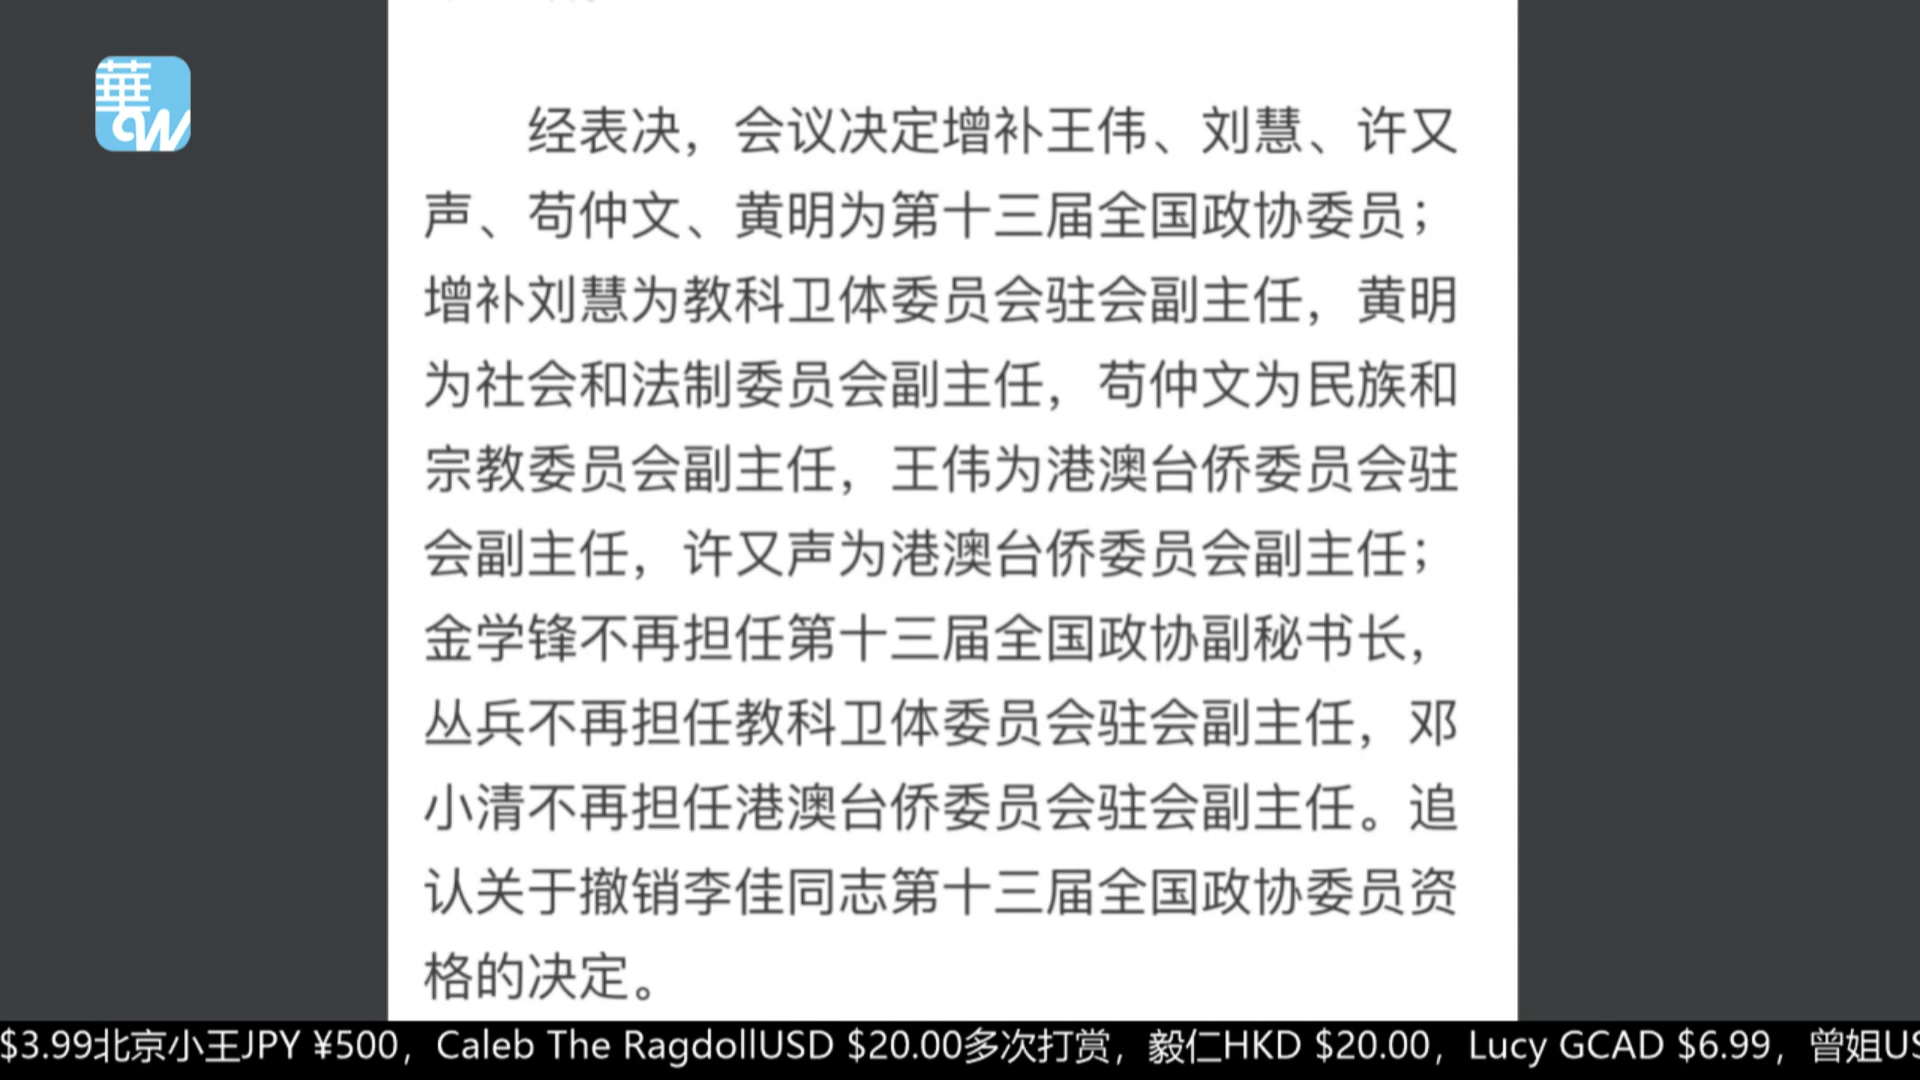 華
aw
经表决，会议决定增补王伟、刘慧、许又
声、苟仲文、黄明为第十三届全国政协委员；
增补刘慧为教科卫体委员会驻会副主任，黄明
为社会和法制委员会副主任，苟仲文为民族和
宗教委员会副主任，王伟为港澳台侨委员会驻
会副主任，许又声为港澳台侨委员会副主任；
金学锋不再担任第十三届全国政协副秘书长，
丛兵不再担任教科卫体委员会驻会副主任，邓
小清不再担任港澳台侨委员会驻会副主任。追
认关于撤销李佳同志第十三届全国政协委员资
格的决定。
$3.99北京小王JPY ¥500，Caleb The RagdollUSD $20.00多次打赏，毅仁HKD $20.00，Lucy GCAD $6.99，曾姐US